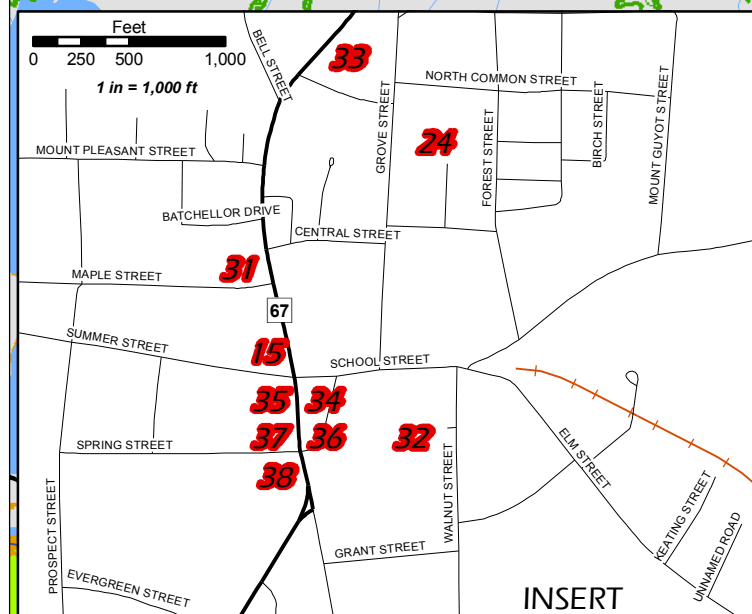 Feet
0 250 500 1,000
1 in = 1,000 ft
BELL STREET
33
NORTH COMMON STREET
GROVE STREET
24
FOREST STREET
BIRCH STREET
MOUNT GUYOT STREET
MOUNT PLEASANT STREET
BATCHELLOR DRIVE
CENTRAL STREET
31
MAPLE STREET
67
SUMMER STREET
15
SCHOOL STREET
35
34
37
36
32
SPRING STREET
38
WALNUT STREET
ELM STREET
PROSPECT STREET
KEATING STREET
UNNAMED ROAD
GRANT STREET
EVERGREEN STREET
INSERT